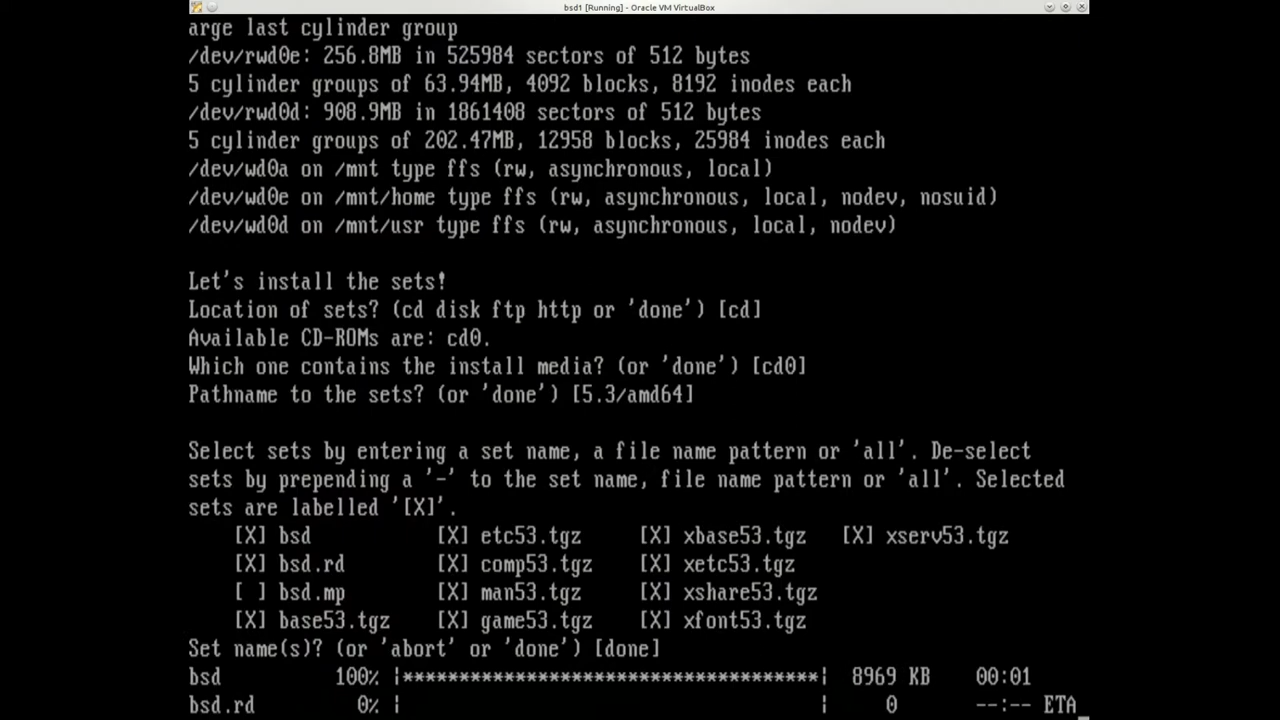 bsd1 [Running] - Oracle VM VirtualBox
arge last cylinder group
/dev/rwd0e: 256.8MB in 525984 sectors of 512 bytes
5 cylinder groups of 63.94MB, 4092 blocks, 8192 inodes each
/dev/rwd0d: 908.9MB in 1861408 sectors of 512 bytes
5 cylinder groups of 202.47MB, 12958 blocks, 25984 inodes each
/dev/wd0a on /mnt type ffs (rw, asynchronous, local)
/dev/wd0e on /mnt/home type ffs (rw, asynchronous, local, nodev, nosuid)
/dev/wd0d on /mnt/usr type ffs (rw, asynchronous, local, nodev)
Let's install the sets!
Location of sets? (cd disk ftp http or 'done') [cd]
Available CD-ROMs are: cd0.
Which one contains the install media? (or 'done') [cd0]
Pathname to the sets? (or 'done') [5.3/amd64]
Select sets by entering a set name, a file name pattern or 'all'. De-select
sets by prepending a '-' to the set name, file name pattern or 'all'. Selected
sets are labelled '[X]'.
[X] bsd [X] etc53.tgz [X] xbase53.tgz [X] xserv53.tgz
[X] bsd.rd [X] comp53.tgz [X] xetc53.tgz
[ ] bsd.mp [X] man53.tgz [X] xshare53.tgz
[X] base53.tgz [X] game53.tgz [X] xfont53.tgz
Set name(s)? (or 'abort' or 'done') [done]
bsd 100% |*************************************| 8969 KB 00:01
bsd.rd 0% | | 0 --:-- ETA